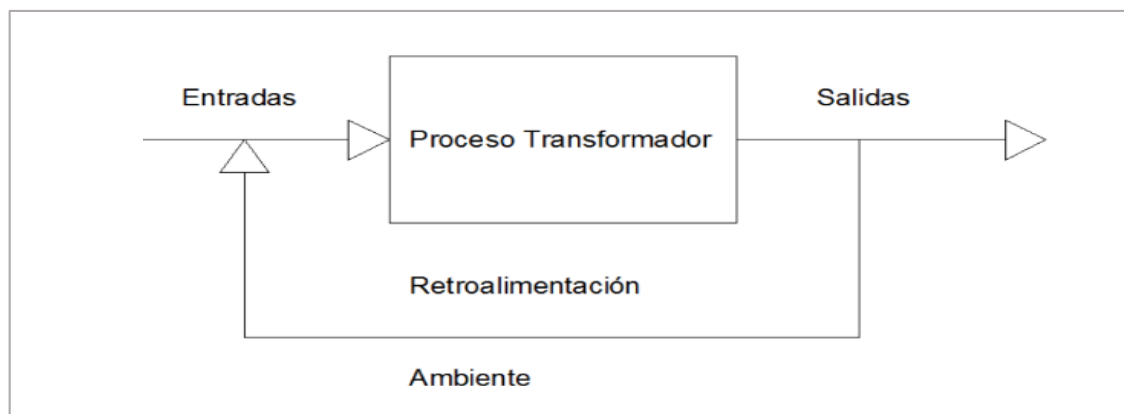 Entradas
Salidas
Proceso Transformador
Retroalimentación
Ambiente